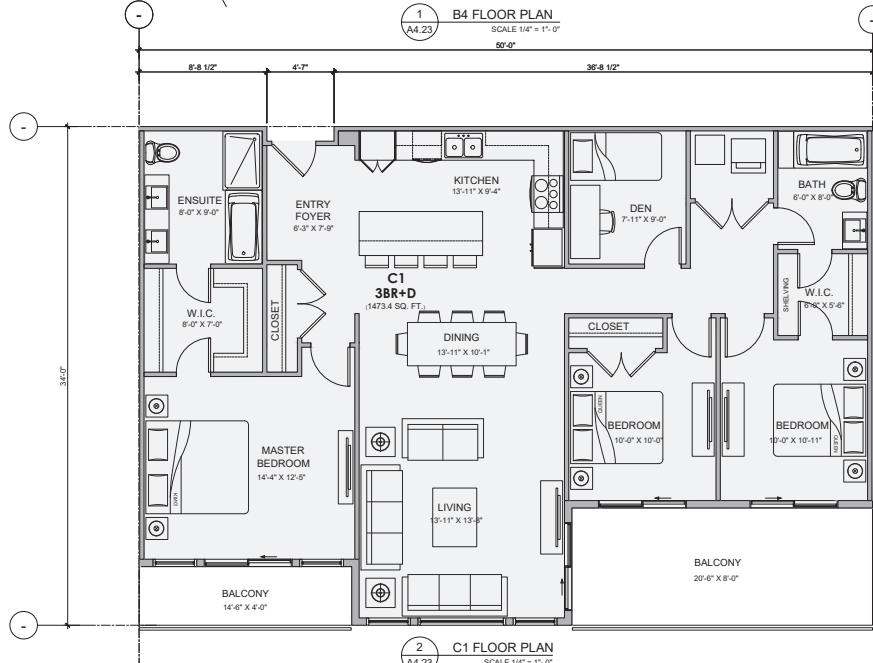 1
A4.23
B4 FLOOR PLAN
SCALE 1/4" = 1'- 0"
50'-0"
8'-8 1/2"
4'-7"
36'-8 1/2"
34'-0"
ENSUITE
8'-0" X 9'-0"
ENTRY
FOYER
6'-3" X 7'-9"
KITCHEN
13'-11" X 9'-4"
DEN
7'-11" X 9'-0"
BATH
6'-0" X 8'-0"
W.I.C.
8'-0" X 7'-0"
CLOSET
C1
3BR+D
(1473.4 SQ. FT.)
SHELVING
W.I.C.
6'-6" X 5'-6"
DINING
13'-11" X 10'-1"
CLOSET
QUEEN
BEDROOM
10'-0" X 10'-0"
BEDROOM
10'-0" X 10'-11"
QUEEN
MASTER
BEDROOM
14'-4" X 12'-5"
KING
LIVING
13'-11" X 13'-8"
BALCONY
20'-6" X 8'-0"
BALCONY
14'-6" X 4'-0"
2
A4.23
C1 FLOOR PLAN
SCALE 1/4" = 1'- 0"